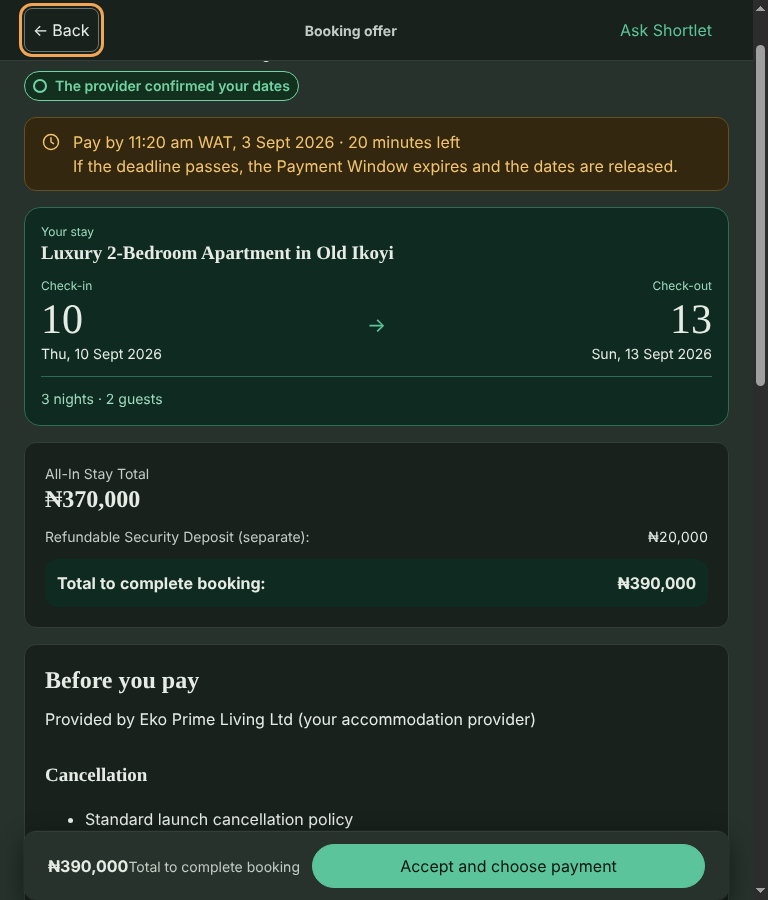 ← Back
Booking offer
Ask Shortlet
The provider confirmed your dates
Pay by 11:20 am WAT, 3 Sept 2026 · 20 minutes left
If the deadline passes, the Payment Window expires and the dates are released.
Your stay
Luxury 2-Bedroom Apartment in Old Ikoyi
Check-in
Check-out
10
→
13
Thu, 10 Sept 2026
Sun, 13 Sept 2026
3 nights · 2 guests
All-In Stay Total
₦370,000
Refundable Security Deposit (separate):
₦20,000
Total to complete booking:
₦390,000
Before you pay
Provided by Eko Prime Living Ltd (your accommodation provider)
Cancellation
• Standard launch cancellation policy
₦390,000 Total to complete booking
Accept and choose payment